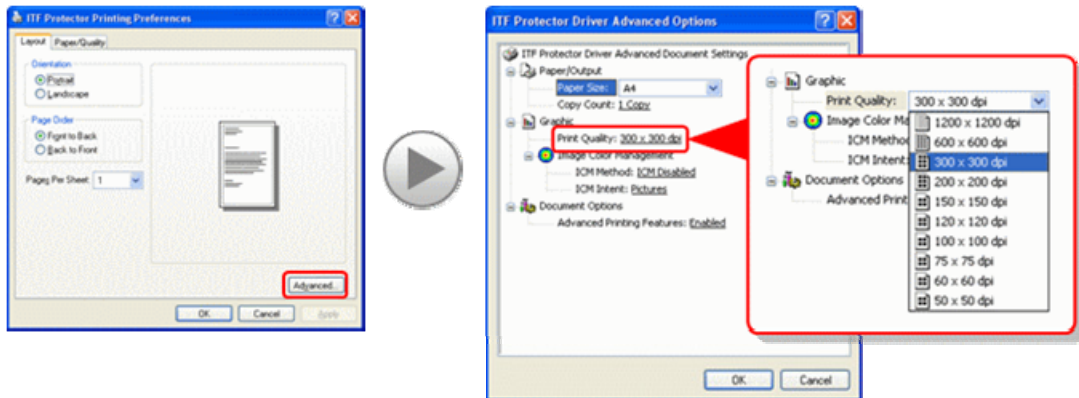 ITF Protector Printing Preferences
Layout
Paper/Quality
Orientation
Portrait
Landscape
Page Order
Front to Back
Back to Front
Pages Per Sheet: 1
Advanced...
OK
Cancel
Apply
ITF Protector Driver Advanced Options
ITF Protector Driver Advanced Document Settings
Paper/Output
Paper Size: A4
Copy Count: 1 Copy
Graphic
Print Quality: 300 x 300 dpi
Image Color Management
ICM Method: ICM Disabled
ICM Intent: Pictures
Document Options
Advanced Printing Features: Enabled
OK
Cancel
Graphic
Print Quality: 300 x 300 dpi
Image Color Ma
ICM Method
ICM Intent:
Document Options
Advanced Print
1200 x 1200 dpi
600 x 600 dpi
300 x 300 dpi
200 x 200 dpi
150 x 150 dpi
120 x 120 dpi
100 x 100 dpi
75 x 75 dpi
60 x 60 dpi
50 x 50 dpi